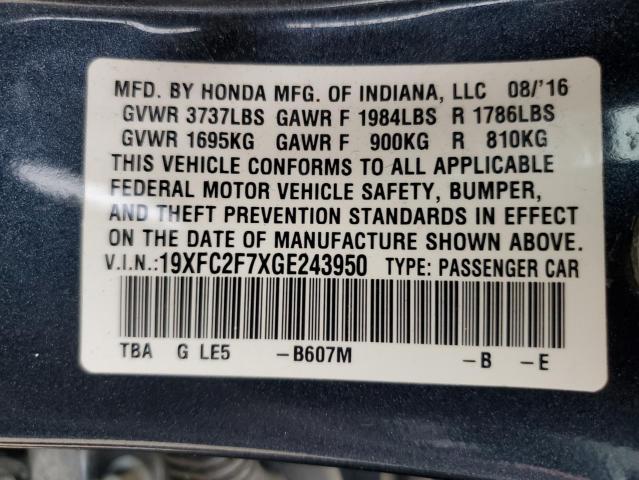 MFD. BY HONDA MFG. OF INDIANA, LLC 08/'16
GVWR 3737LBS GAWR F 1984LBS R 1786LBS
GVWR 1695KG GAWR F 900KG R 810KG
THIS VEHICLE CONFORMS TO ALL APPLICABLE
FEDERAL MOTOR VEHICLE SAFETY, BUMPER,
AND THEFT PREVENTION STANDARDS IN EFFECT
ON THE DATE OF MANUFACTURE SHOWN ABOVE.
V.I.N.:19XFC2F7XGE243950 TYPE: PASSENGER CAR
TBA G LE5 -B607M -B -E